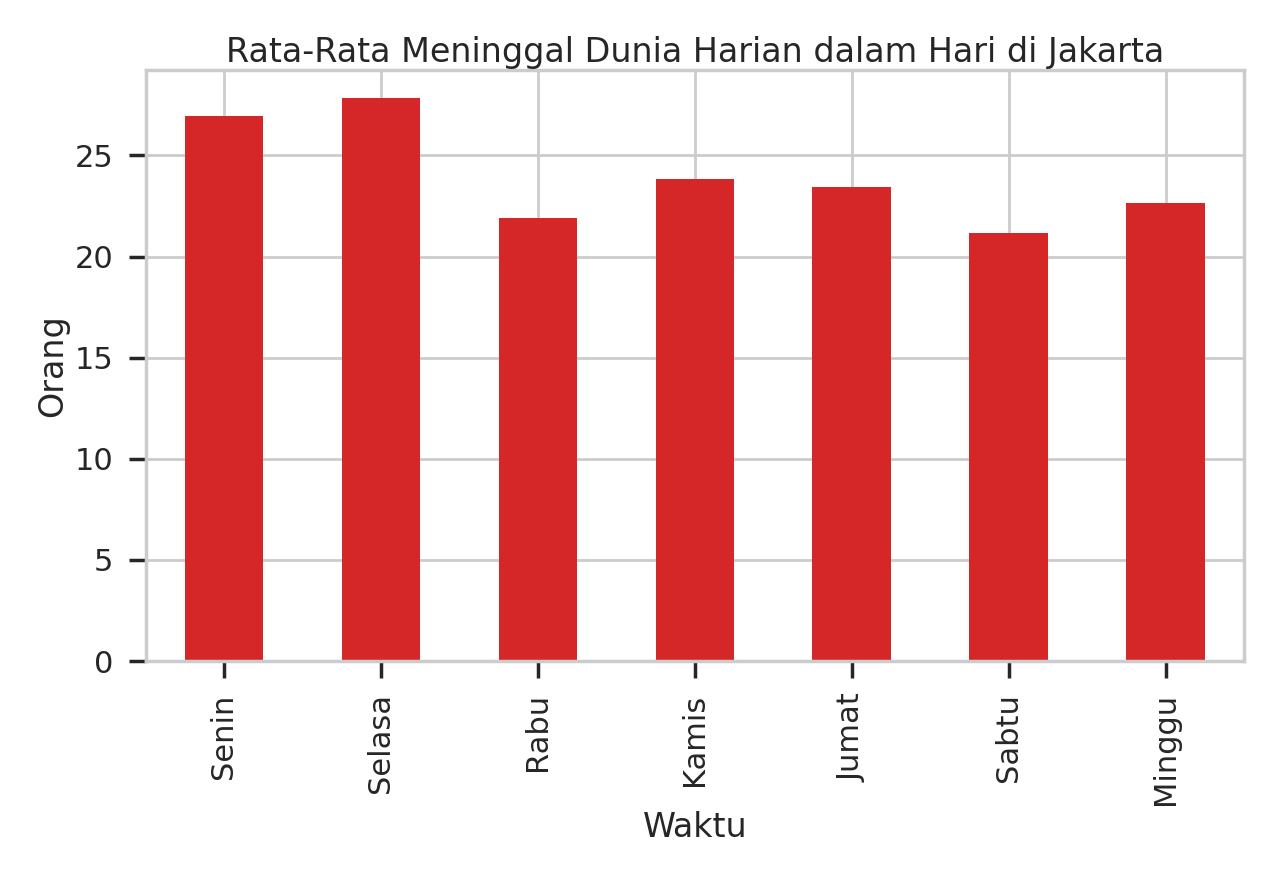 Rata-Rata Meninggal Dunia Harian dalam Hari di Jakarta
Orang
25
20
15
10
5
0
Senin
Selasa
Rabu
Kamis
Jumat
Sabtu
Minggu
Waktu